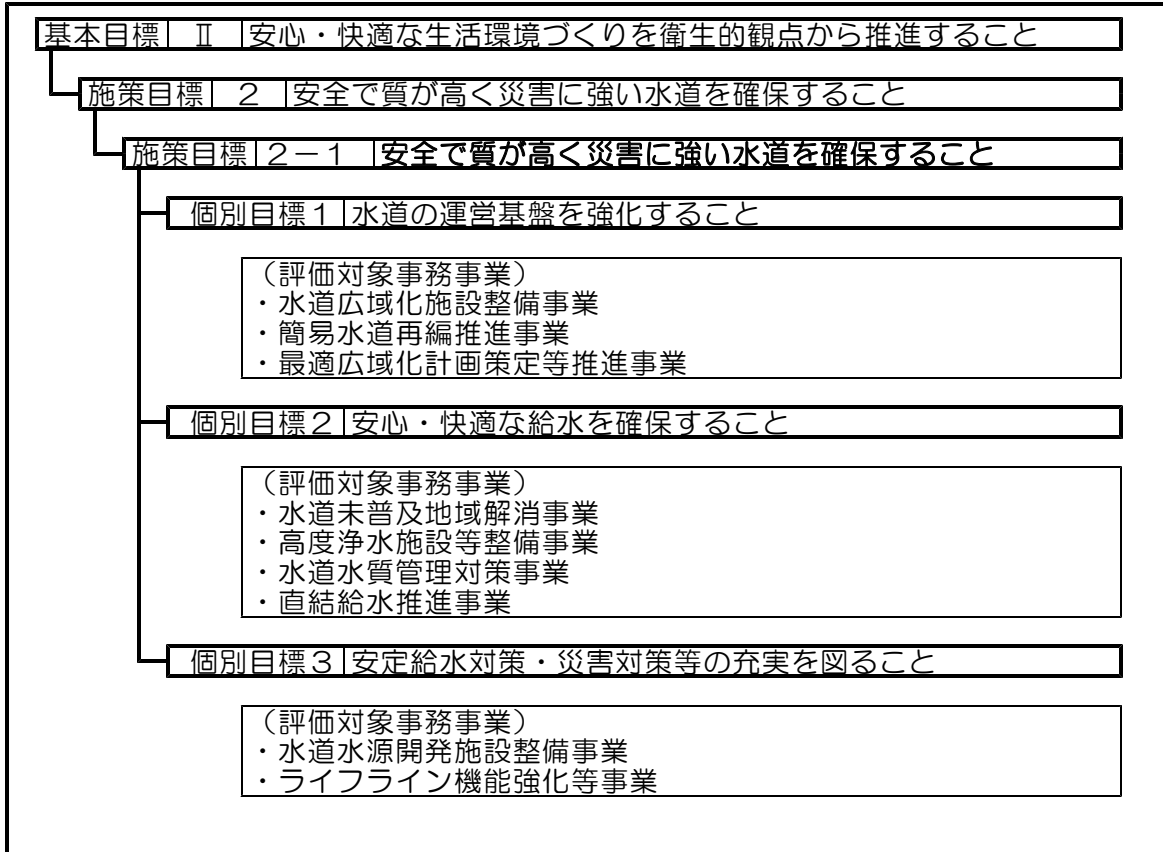 基本目標 Ⅱ 安心・快適な生活環境づくりを衛生的観点から推進すること
施策目標 2 安全で質が高く災害に強い水道を確保すること
施策目標 2-1 安全で質が高く災害に強い水道を確保すること
個別目標1 水道の運営基盤を強化すること
(評価対象事務事業)
・水道広域化施設整備事業
・簡易水道再編推進事業
・最適広域化計画策定等推進事業
個別目標2 安心・快適な給水を確保すること
(評価対象事務事業)
・水道未普及地域解消事業
・高度浄水施設等整備事業
・水道水質管理対策事業
・直結給水推進事業
個別目標3 安定給水対策・災害対策等の充実を図ること
(評価対象事務事業)
・水道水源開発施設整備事業
・ライフライン機能強化等事業